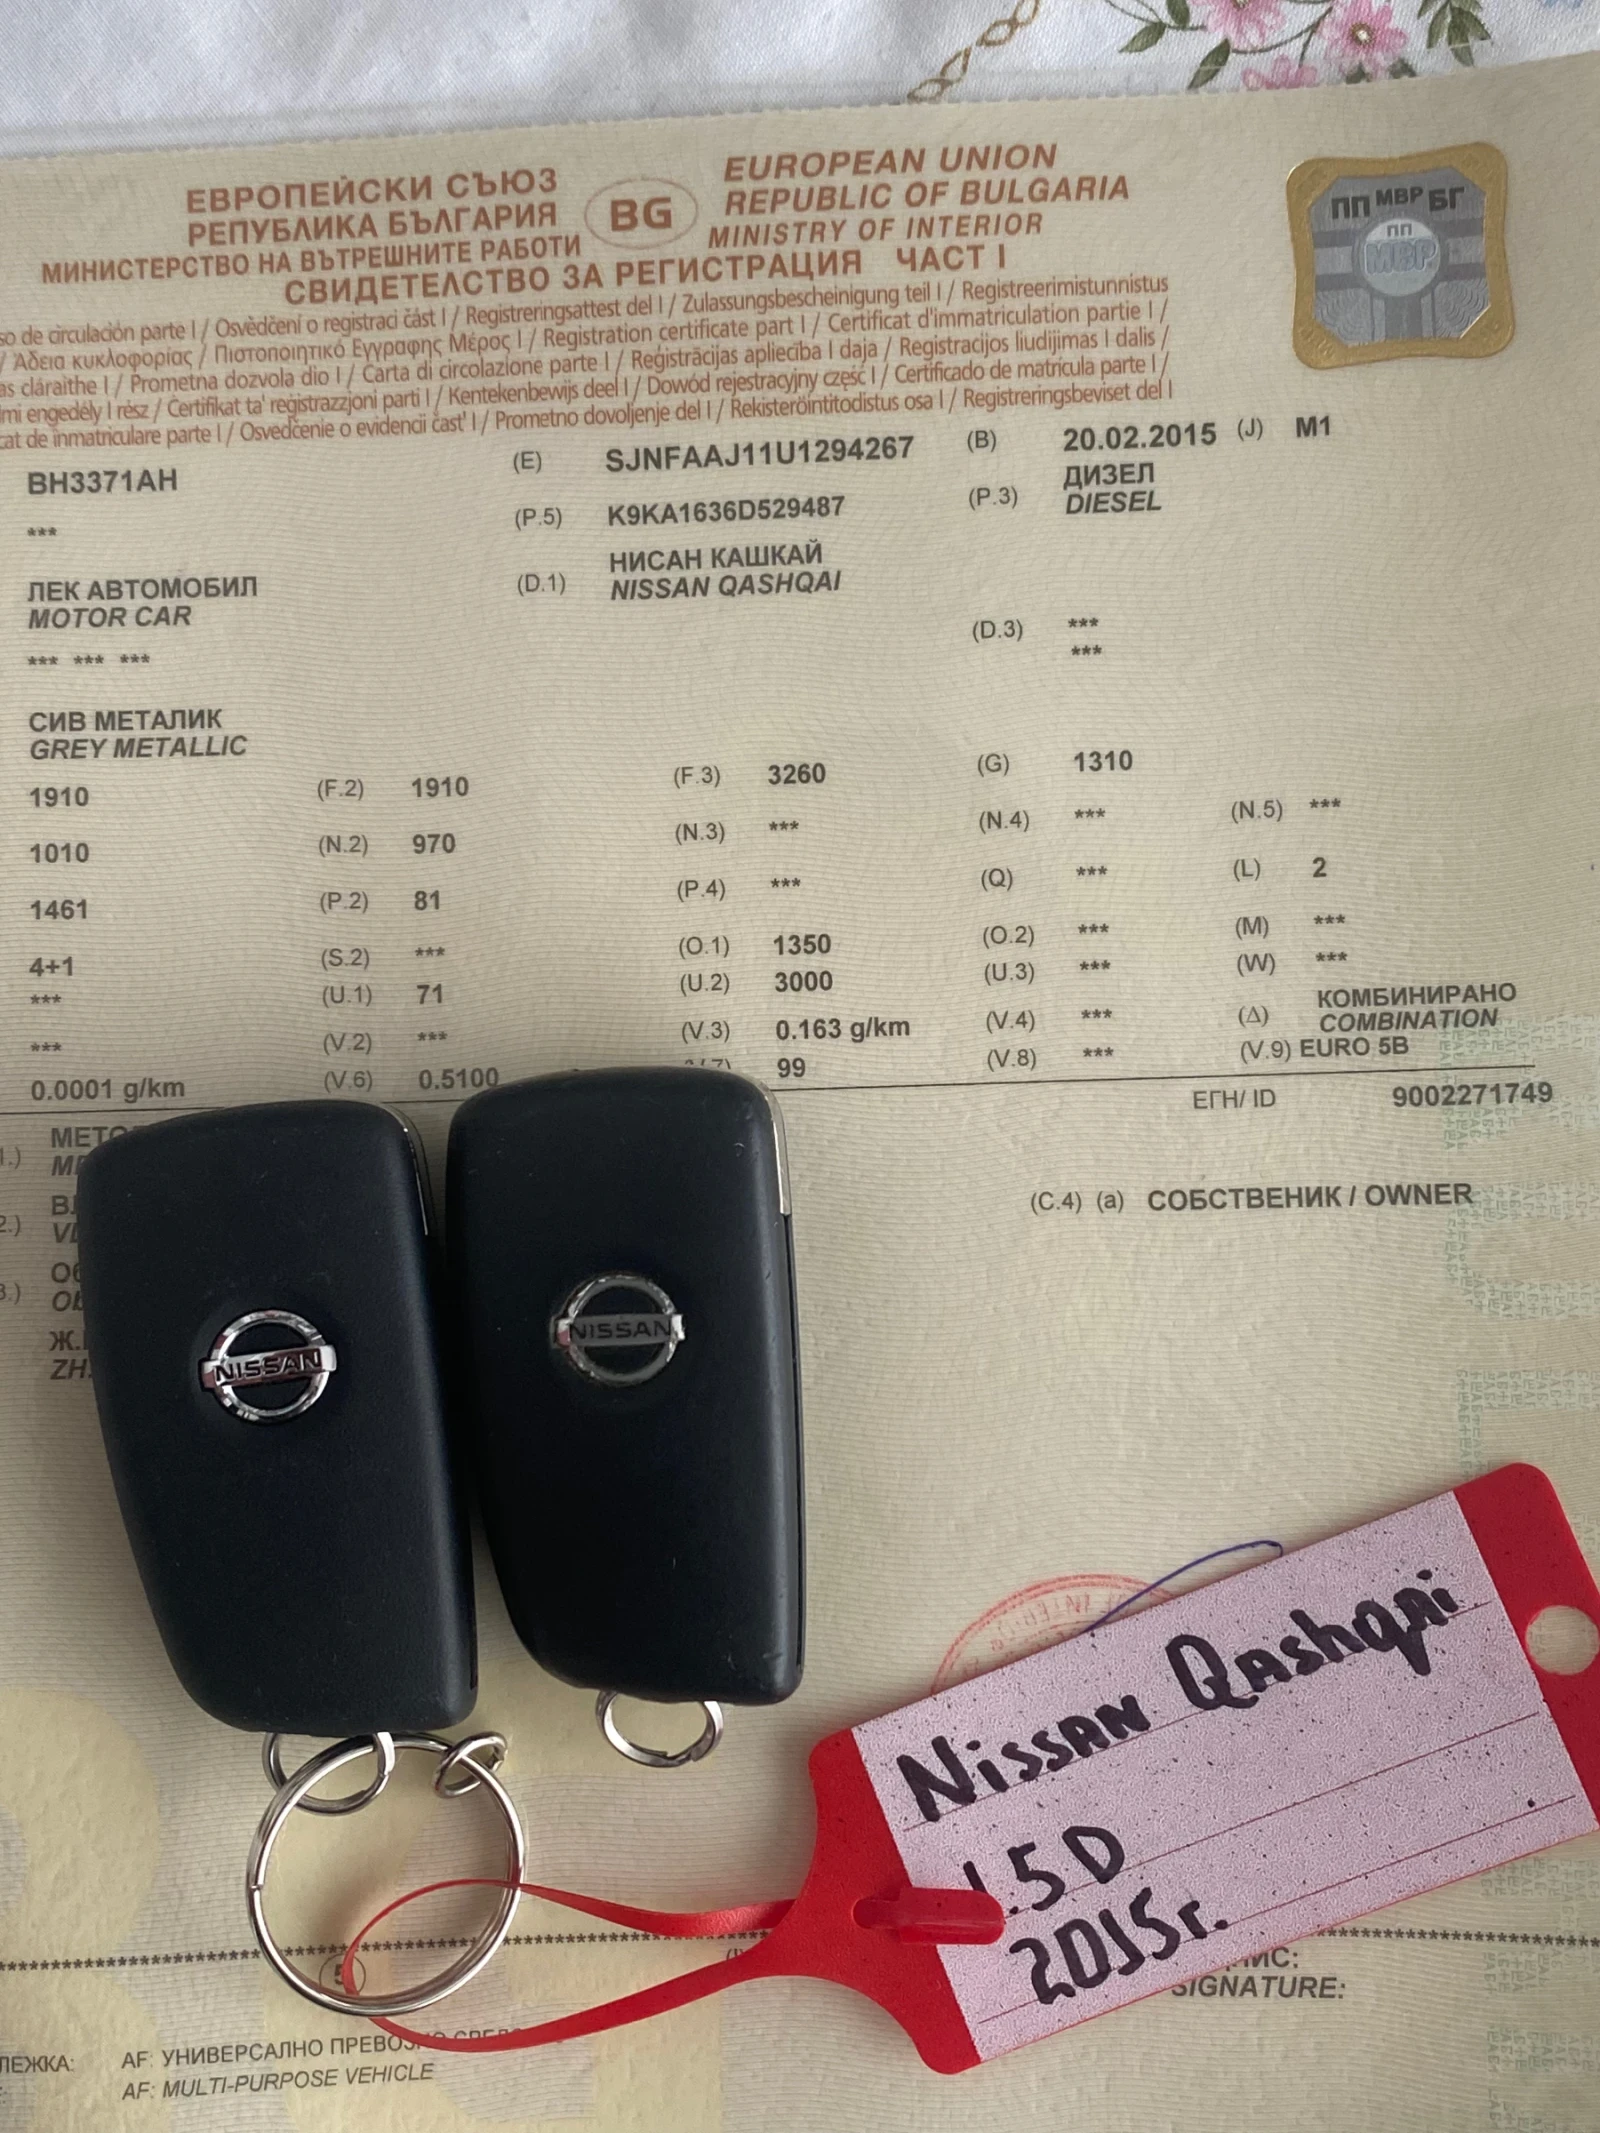 ЕВРОПЕЙСКИ СЪЮЗ
РЕПУБЛИКА БЪЛГАРИЯ
МИНИСТЕРСТВО НА ВЪТРЕШНИТЕ РАБОТИ
BG
EUROPEAN UNION
REPUBLIC OF BULGARIA
MINISTRY OF INTERIOR
СВИДЕТЕЛСТВО ЗА РЕГИСТРАЦИЯ ЧАСТ I
ПП МВР БГ
ПП
МВР
de circulación parte I / Osvědčení o registraci část I / Registreringsattest del I / Zulassungsbescheinigung teil I / Registreerimistunnistus
/ Άδεια κυκλοφορίας / Πιστοποιητικό Εγγραφής Μέρος I / Registration certificate part I / Certificat d'immatriculation partie I /
cláraithe I / Prometna dozvola dio I / Carta di circolazione parte I / Reģistrācijas apliecība I daja / Registracijos liudijimas I dalis /
engedély I rész / Certifikat ta' reġistrazzjoni parti I / Kentekenbewijs deel I / Dowód rejestracyjny część I / Certificado de matrícula parte I /
de înmatriculare parte I / Osvedčenie o evidencii časť I / Prometno dovoljenje del I / Rekisteröintitodistus osa I / Registreringsbeviset del I
BH3371AH (E) SJNFAAJ11U1294267 (B) 20.02.2015 (J) M1
*** (P.5) K9KA1636D529487 (P.3) ДИЗЕЛ
DIESEL
ЛЕК АВТОМОБИЛ (D.1) НИСАН КАШКАЙ
MOTOR CAR NISSAN QASHQAI
*** *** *** (D.3) ***
***
СИВ МЕТАЛИК
GREY METALLIC
1910 (F.2) 1910 (F.3) 3260 (G) 1310
1010 (N.2) 970 (N.3) *** (N.4) *** (N.5) ***
1461 (P.2) 81 (P.4) *** (Q) *** (L) 2
4+1 (S.2) *** (O.1) 1350 (O.2) *** (M) ***
*** (U.1) 71 (U.2) 3000 (U.3) *** (W) ***
*** (V.2) *** (V.3) 0.163 g/km (V.4) *** (Δ) КОМБИНИРАНО
COMBINATION
0.0001 g/km (V.6) 0.5100 99 (V.8) *** (V.9) EURO 5B
ЕГН/ ID 9002271749
(C.4) (a) СОБСТВЕНИК / OWNER
NISSAN
NISSAN
Nissan Qashqai
1.5 D
2015г.
SIGNATURE:
AF: УНИВЕРСАЛНО
AF: MULTI-PURPOSE VEHICLE